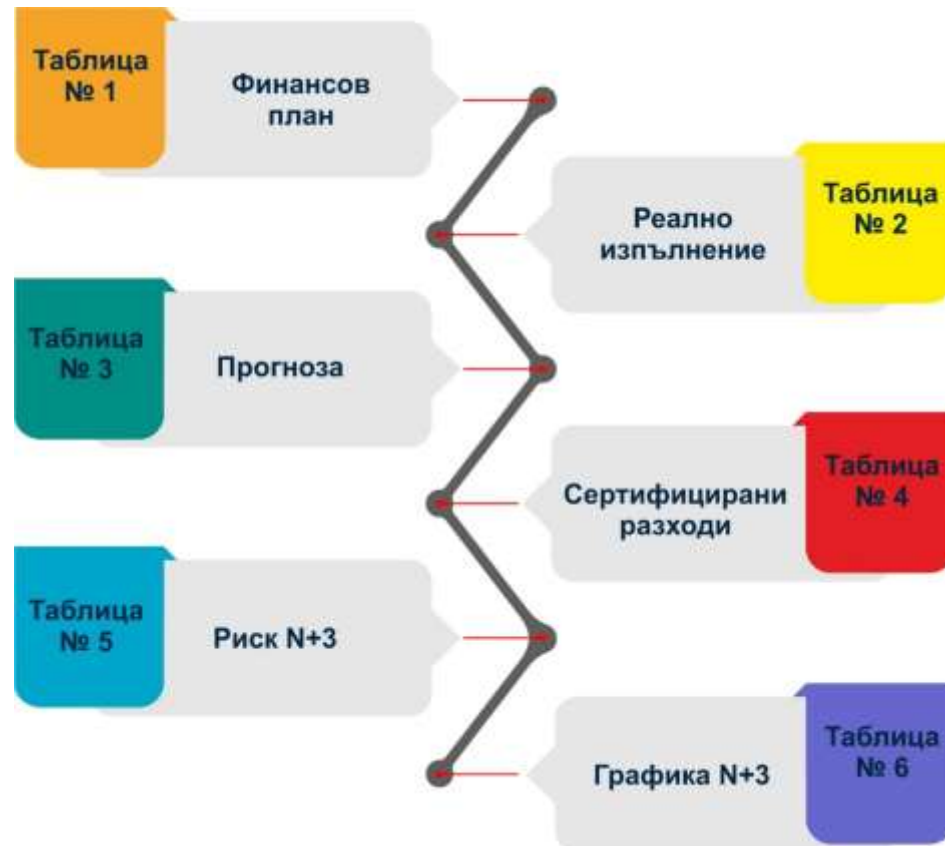 Таблица
№ 1
Финансов
план
Реално
изпълнение
Таблица
№ 2
Таблица
№ 3
Прогноза
Сертифицирани
разходи
Таблица
№ 4
Таблица
№ 5
Риск N+3
Графика N+3
Таблица
№ 6